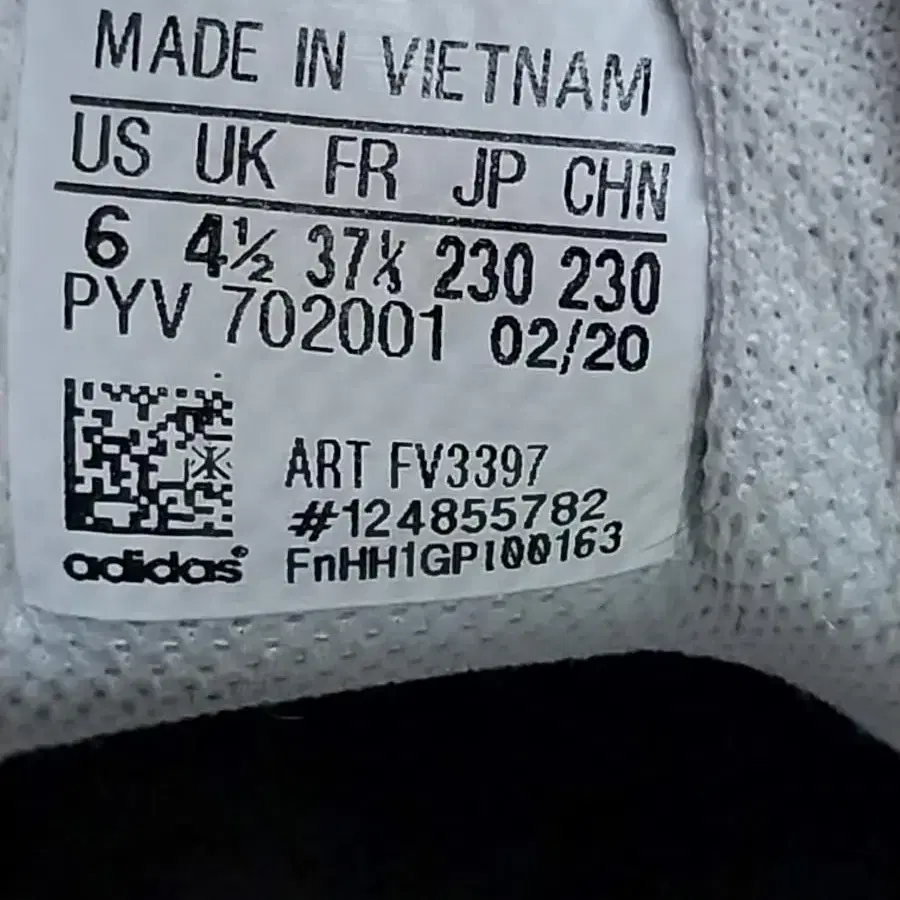 MADE IN VIETNAM
US UK FR JP CHN
6 4½ 37⅓ 230 230
PYV 702001 02/20
ART FV3397
#124855782
adidas® FnHH1GPI00163